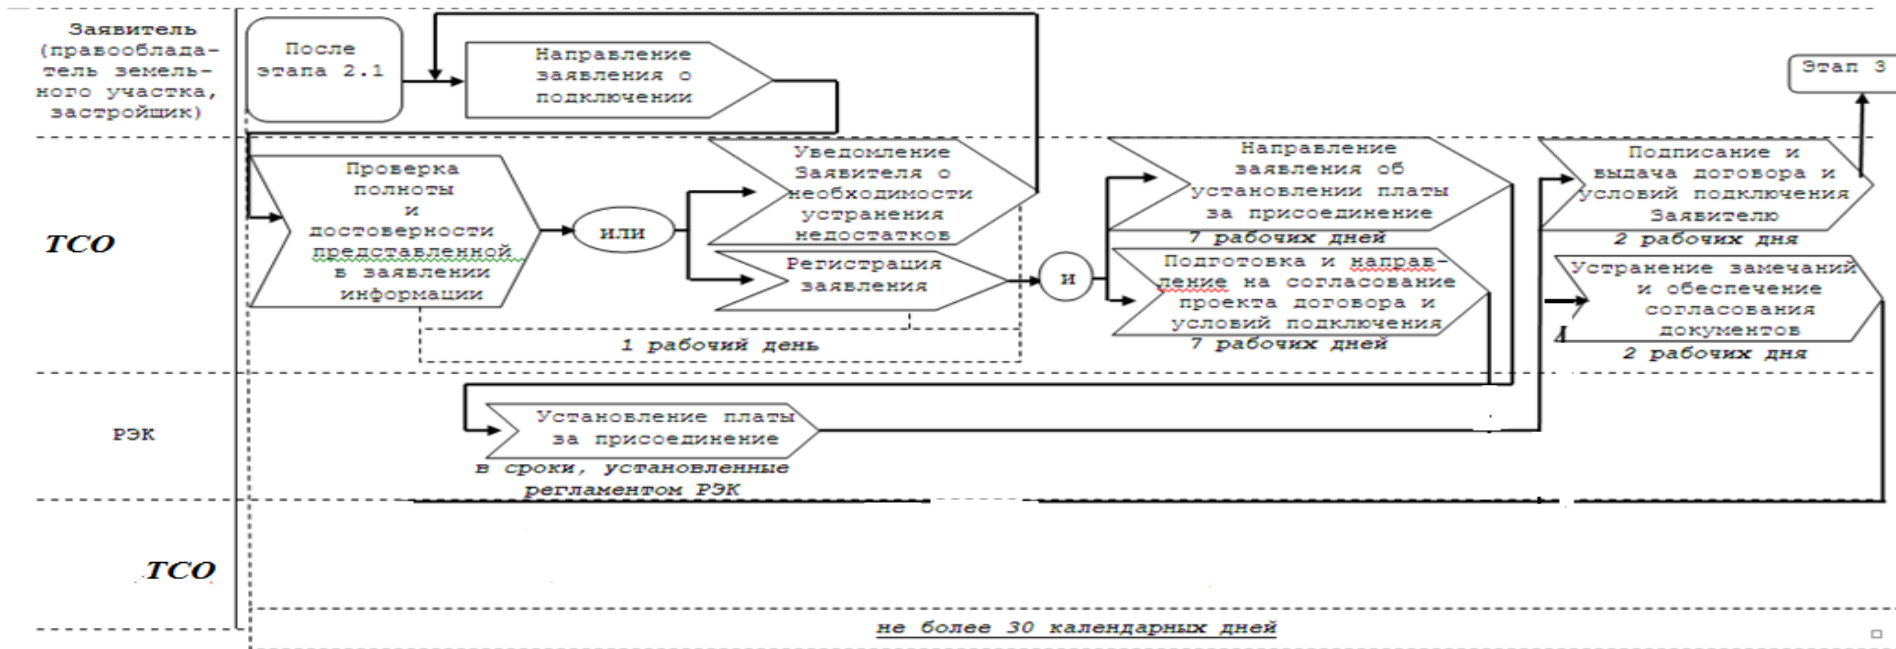 Заявитель
(правооблада-
тель земель-
ного участка,
застройщик)
После
этапа 2.1
Направление
заявления о
подключении
Этап 3
ТСО
Проверка
полноты
и
достоверности
представленной
в заявлении
информации
или
Уведомление
Заявителя о
необходимости
устранения
недостатков
Регистрация
заявления
1 рабочий день
и
Направление
заявления об
установлении платы
за присоединение
7 рабочих дней
Подготовка и направ-
ление на согласование
проекта договора и
условий подключения
7 рабочих дней
Подписание и
выдача договора и
условий подключения
Заявителю
2 рабочих дня
Устранение замечаний
и обеспечение
согласования
документов
2 рабочих дня
РЭК
Установление платы
за присоединение
в сроки, установленные
регламентом РЭК
ТСО
не более 30 календарных дней